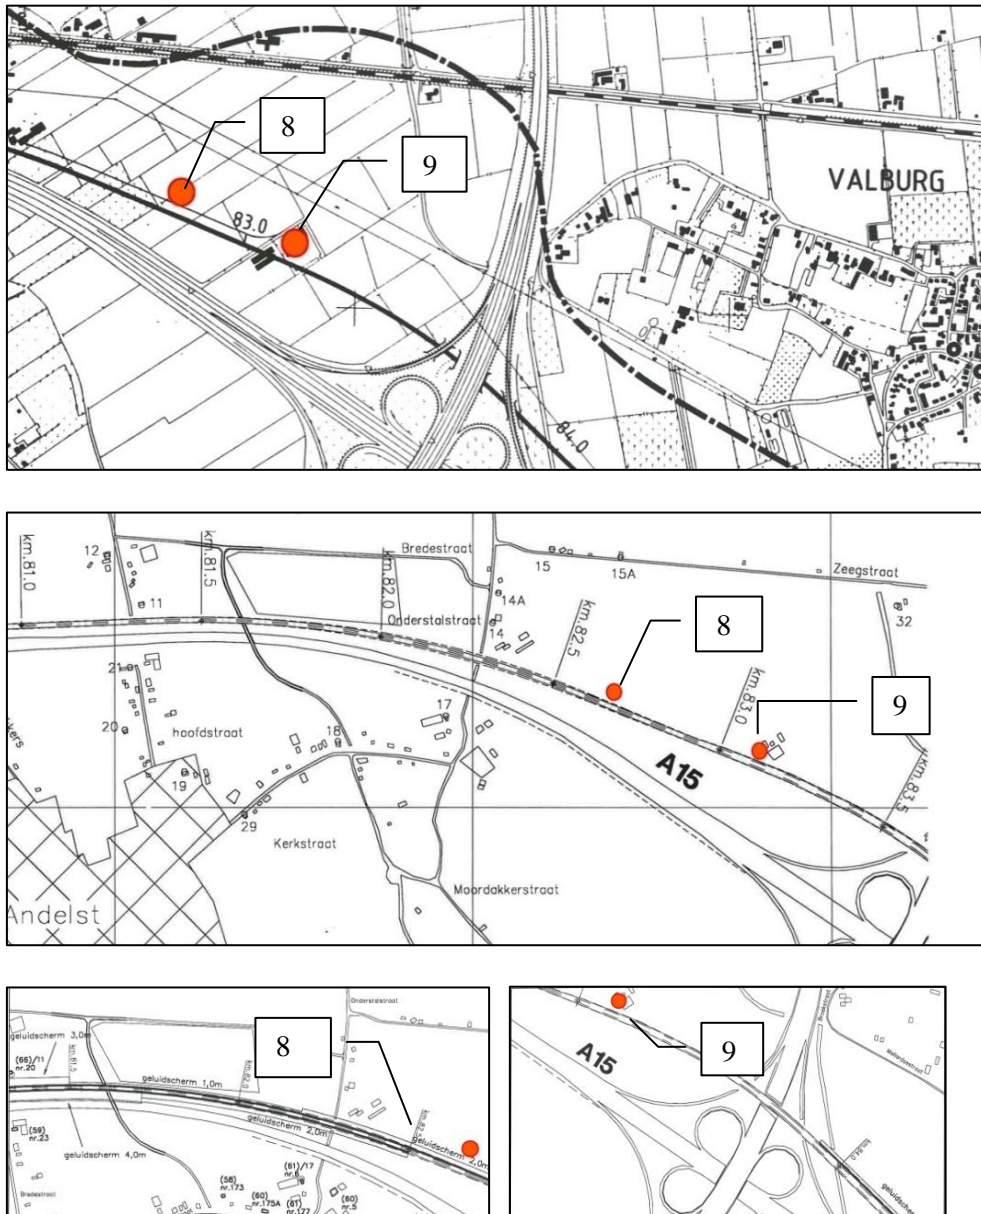 8
9
VALBURG
83.0
84.0
km.81.0
12
11
km.81.5
Bredestraat
km.82.0
Onderstalstraat
14A
14
15
15A
Zeegstraat
32
km.82.5
8
km.83.0
9
km.83.5
21
20
hoofdstraat
19
18
17
29
Kerkstraat
A15
Moordakkerstraat
Andelst
Onderstalstraat
geluidscherm 3,0m
(66)/11
nr.20
km.81.5
8
geluidscherm 1,0m
km.82.0
geluidscherm 2,0m
geluidscherm 2,0m
(59)
nr.23
geluidscherm 4,0m
Bredestraat
(58)
nr.173
(60)
nr.175A
(61)/17
nr.6
(61)
nr.177
(60)
nr.5
9
A15
km.84.0